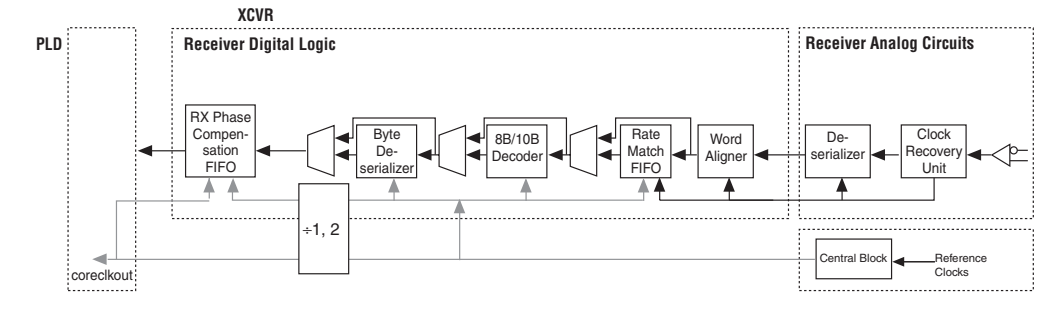 XCVR
PLD
Receiver Digital Logic
Receiver Analog Circuits
RX Phase
Compen-
sation
FIFO
Byte
De-
serializer
8B/10B
Decoder
Rate
Match
FIFO
Word
Aligner
De-
serializer
Clock
Recovery
Unit
÷1, 2
coreclkout
Central Block
Reference
Clocks